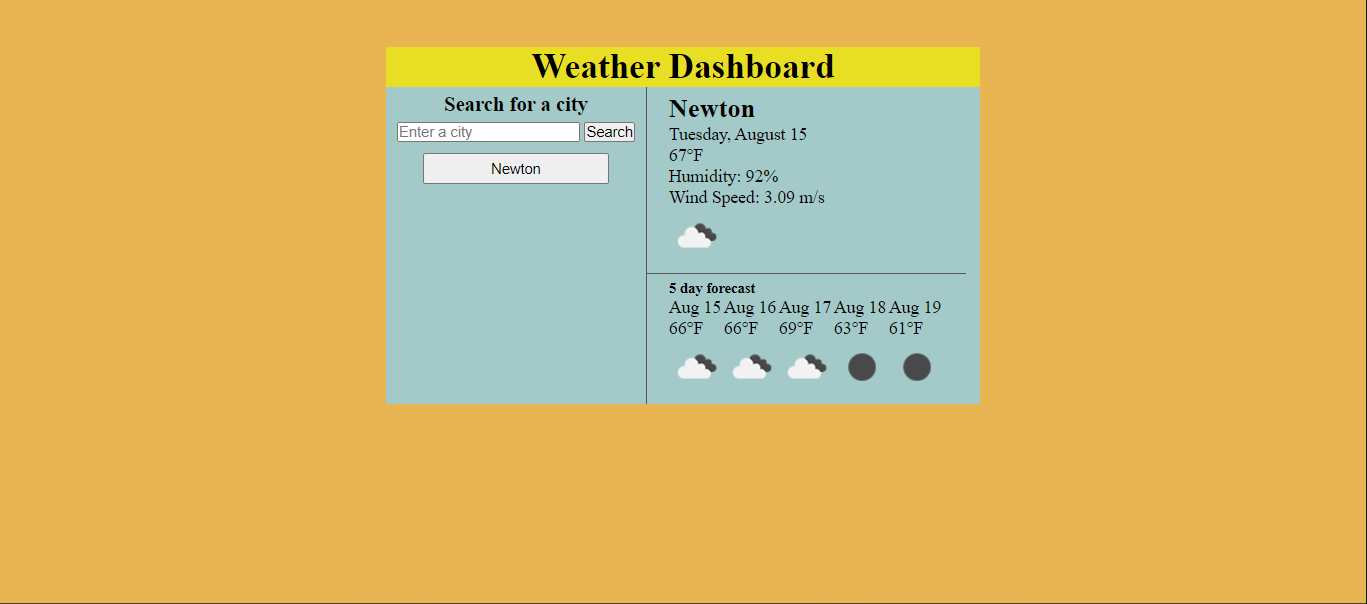 Weather Dashboard
Search for a city
Enter a city Search
Newton
Newton
Tuesday, August 15
67°F
Humidity: 92%
Wind Speed: 3.09 m/s
5 day forecast
Aug 15 Aug 16 Aug 17 Aug 18 Aug 19
66°F 66°F 69°F 63°F 61°F